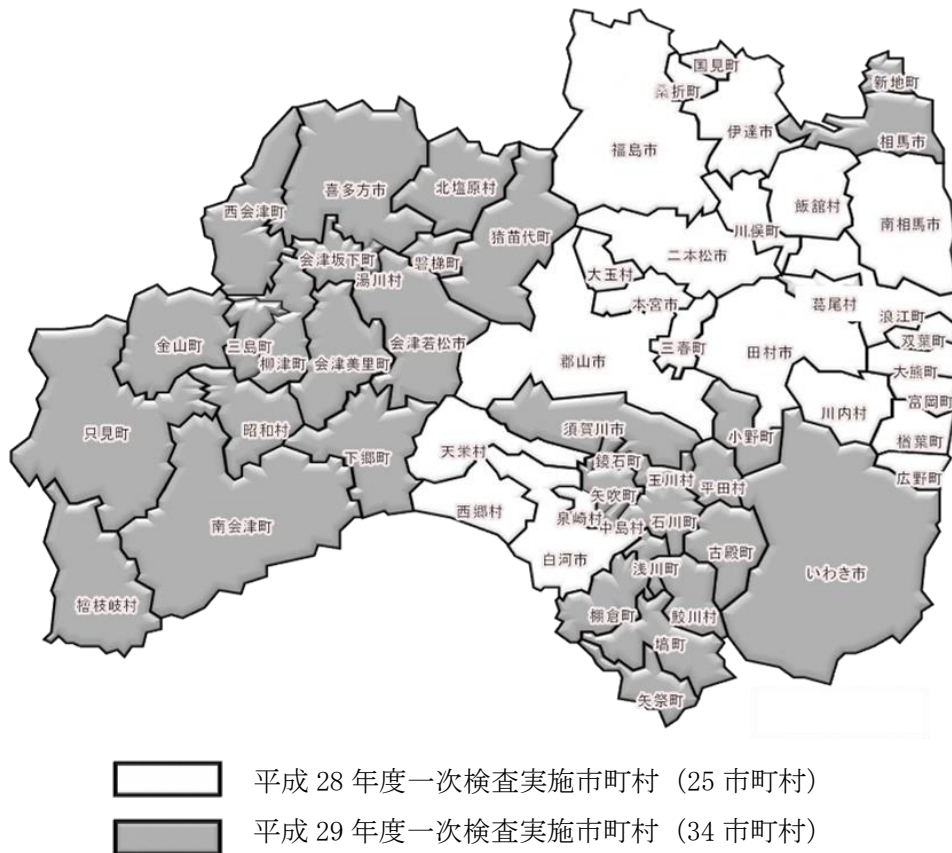 国見町
桑折町
新地町
伊達市
相馬市
福島市
喜多方市
北塩原村
飯舘村
西会津町
南相馬市
川俣町
猪苗代町
二本松市
会津坂下町
磐梯町
湯川村
大玉村
本宮市
葛尾村
浪江町
双葉町
金山町
三島町
会津若松市
三春町
田村市
柳津町
会津美里町
郡山市
大熊町
富岡町
川内村
只見町
昭和村
須賀川市
小野町
楢葉町
下郷町
天栄村
鏡石町
玉川村
平田村
広野町
矢吹町
西郷村
泉崎村
中島村
石川町
南会津町
白河市
古殿町
浅川町
いわき市
檜枝岐村
棚倉町
鮫川村
塙町
矢祭町
平成 28 年度一次検査実施市町村 (25 市町村)
平成 29 年度一次検査実施市町村 (34 市町村)